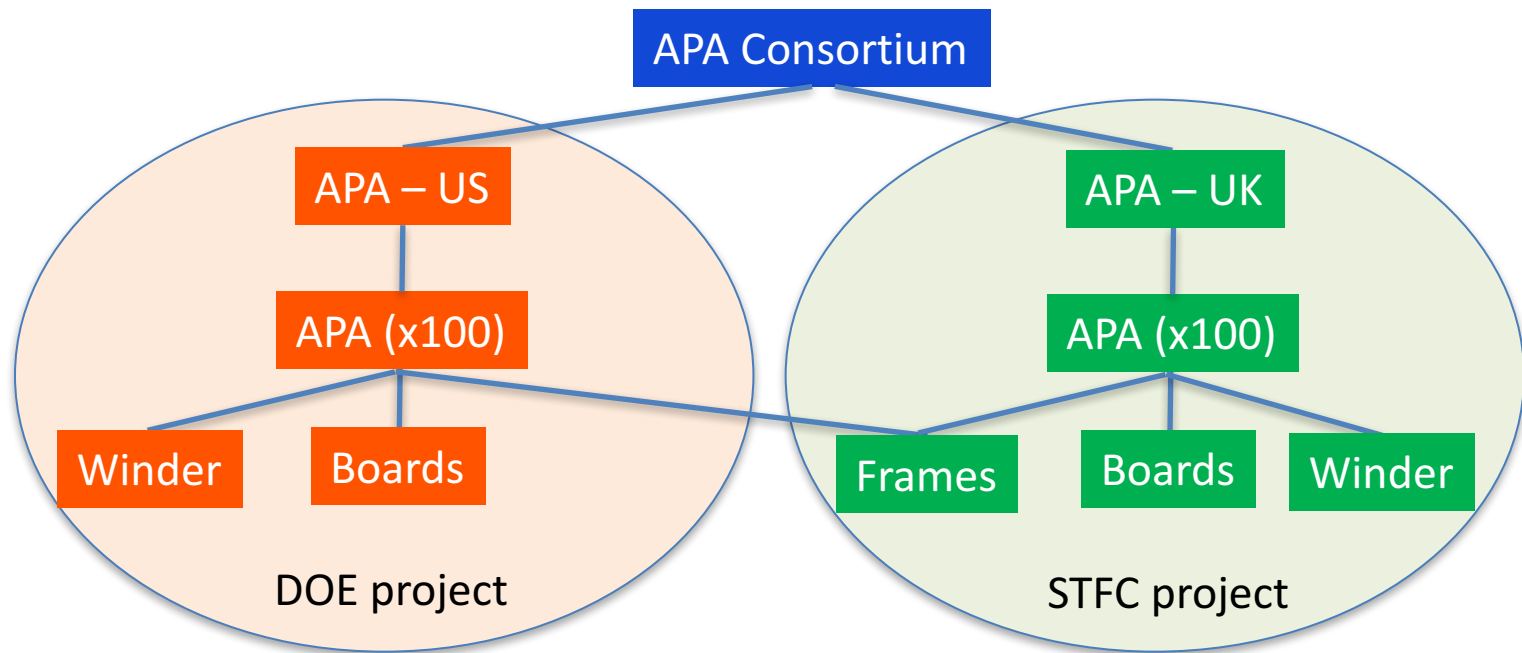 APA Consortium
APA – US
APA – UK
APA (x100)
APA (x100)
Winder
Boards
Frames
Boards
Winder
DOE project
STFC project